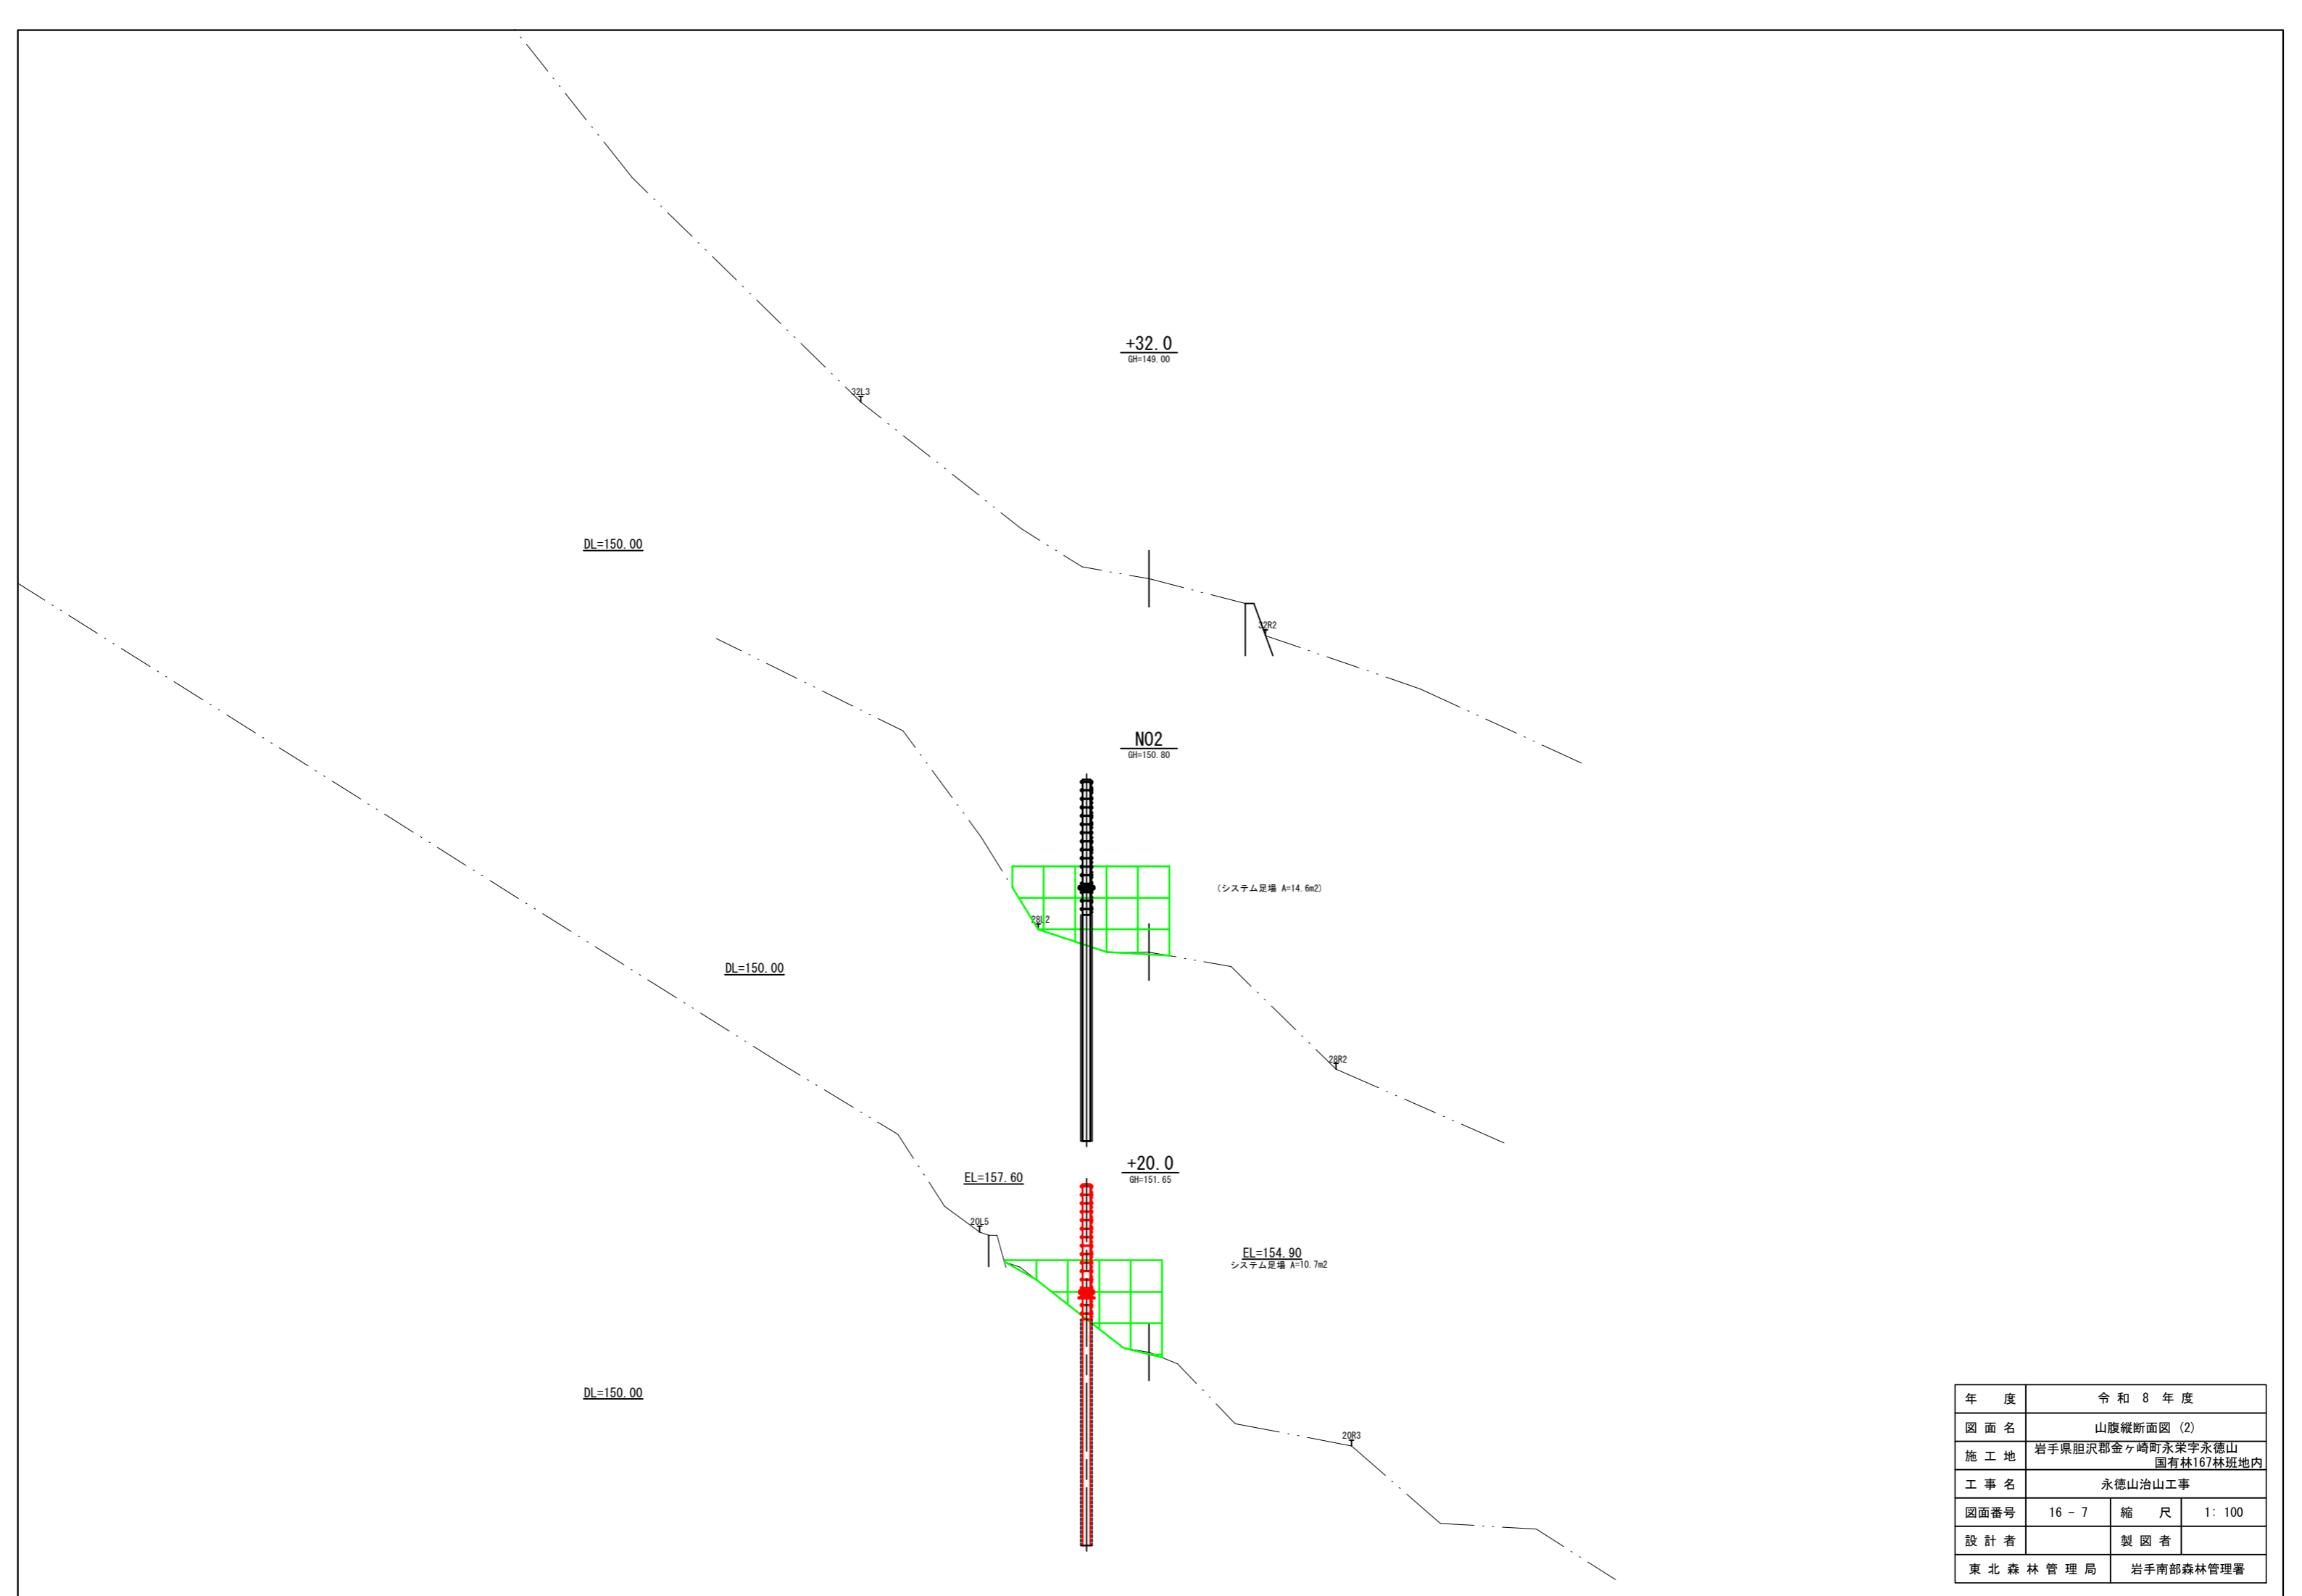 +32.0
GH=149.00
32L3
DL=150.00
32R2
NO2
GH=150.80
(システム足場 A=14.6m2)
28L2
DL=150.00
28R2
+20.0
GH=151.65
EL=157.60
20L5
EL=154.90
システム足場 A=10.7m2
DL=150.00
20R3
年 度 令和 8 年度
図面名 山腹縦断面図 (2)
施工地 岩手県胆沢郡金ヶ崎町永栄字永徳山
国有林167林班地内
工事名 永徳山治山工事
図面番号 16 - 7 縮 尺 1: 100
設計者 製図者
東北森林管理局 岩手南部森林管理署